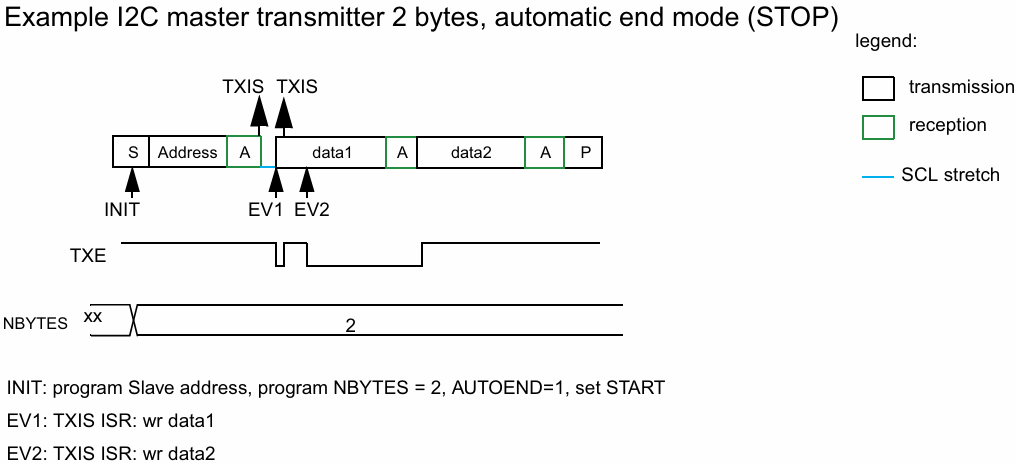 Example I2C master transmitter 2 bytes, automatic end mode (STOP)
legend:
transmission
reception
SCL stretch
TXIS TXIS
S Address A data1 A data2 A P
INIT EV1 EV2
TXE
NBYTES xx 2
INIT: program Slave address, program NBYTES = 2, AUTOEND=1, set START
EV1: TXIS ISR: wr data1
EV2: TXIS ISR: wr data2